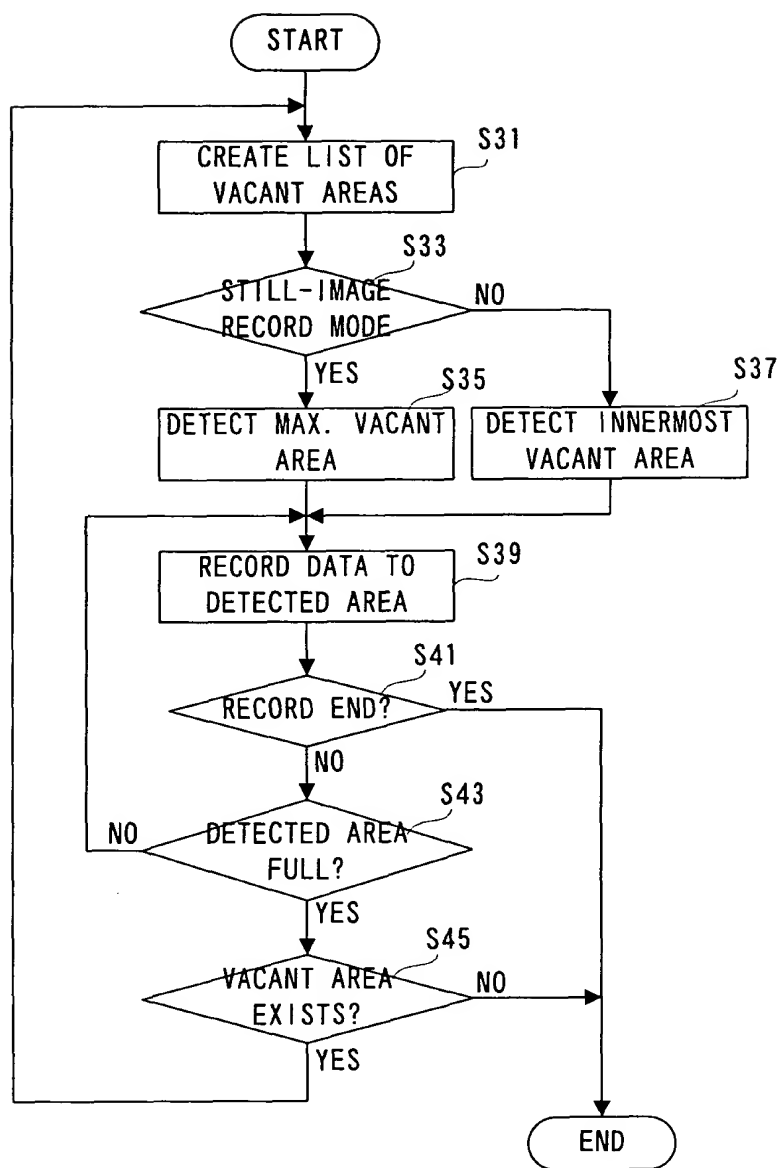 START
S31
CREATE LIST OF
VACANT AREAS
S33
STILL-IMAGE
RECORD MODE
NO
YES
S35
S37
DETECT MAX. VACANT
AREA
DETECT INNERMOST
VACANT AREA
S39
RECORD DATA TO
DETECTED AREA
S41
RECORD END?
YES
NO
S43
DETECTED AREA
FULL?
NO
YES
S45
VACANT AREA
EXISTS?
NO
YES
END